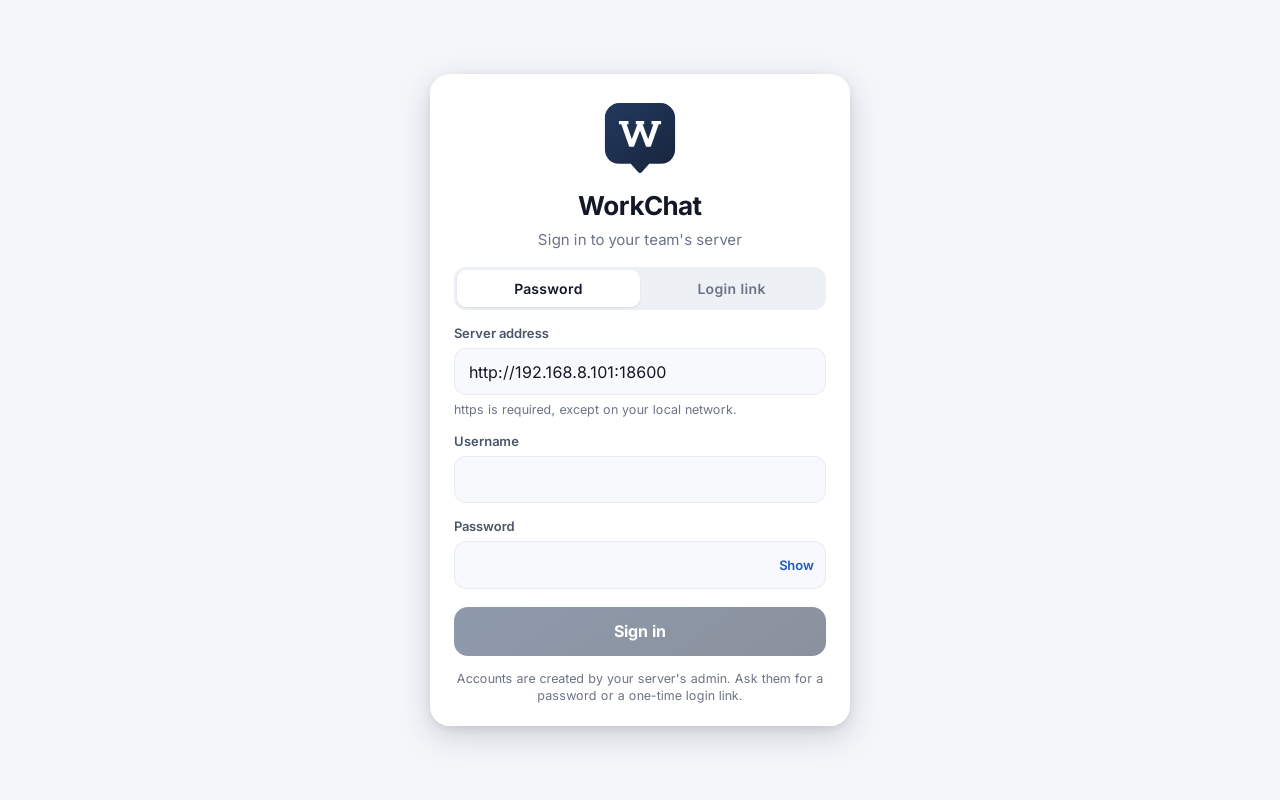 W
WorkChat
Sign in to your team's server
Password
Login link
Server address
http://192.168.8.101:18600
https is required, except on your local network.
Username
Password
Show
Sign in
Accounts are created by your server's admin. Ask them for a
password or a one-time login link.